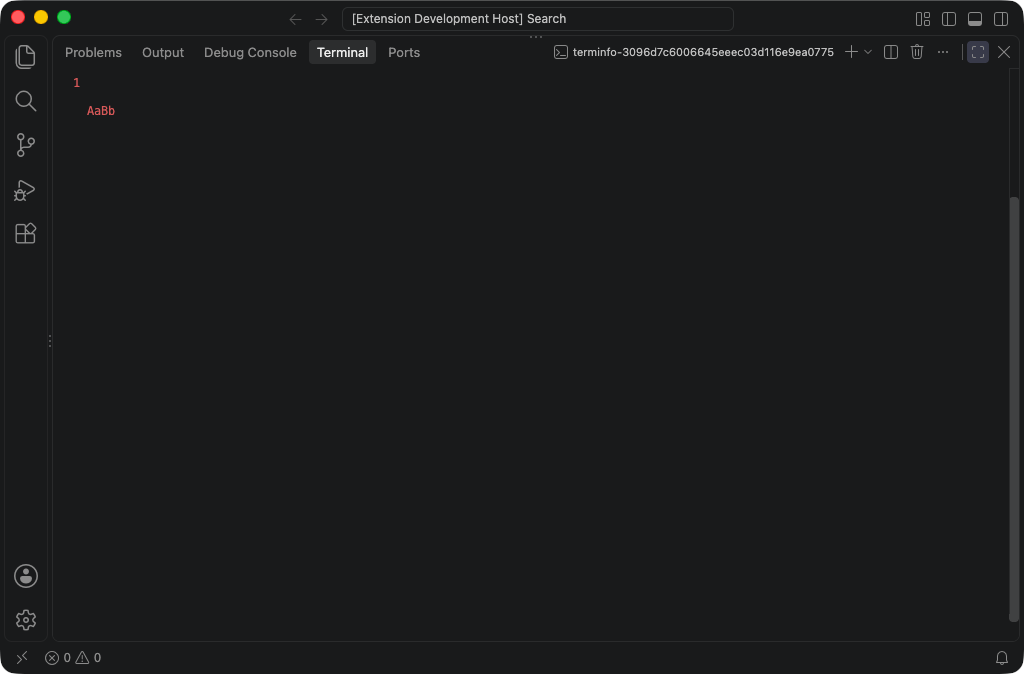 [Extension Development Host] Search
Problems Output Debug Console Terminal Ports terminfo-3096d7c6006645eeec03d116e9ea0775
1
AaBb
0 0